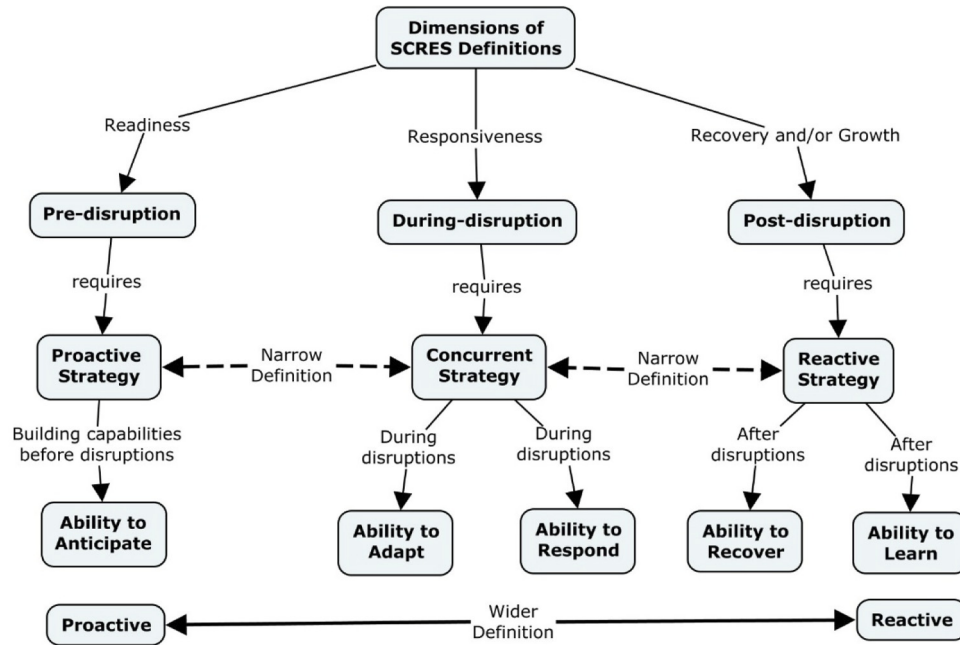 Dimensions of
SCRES Definitions
Readiness
Responsiveness
Recovery and/or Growth
Pre-disruption
During-disruption
Post-disruption
requires
requires
requires
Proactive
Strategy
Narrow
Definition
Concurrent
Strategy
Narrow
Definition
Reactive
Strategy
Building capabilities
before disruptions
During
disruptions
During
disruptions
After
disruptions
After
disruptions
Ability to
Anticipate
Ability to
Adapt
Ability to
Respond
Ability to
Recover
Ability to
Learn
Proactive
Wider
Definition
Reactive